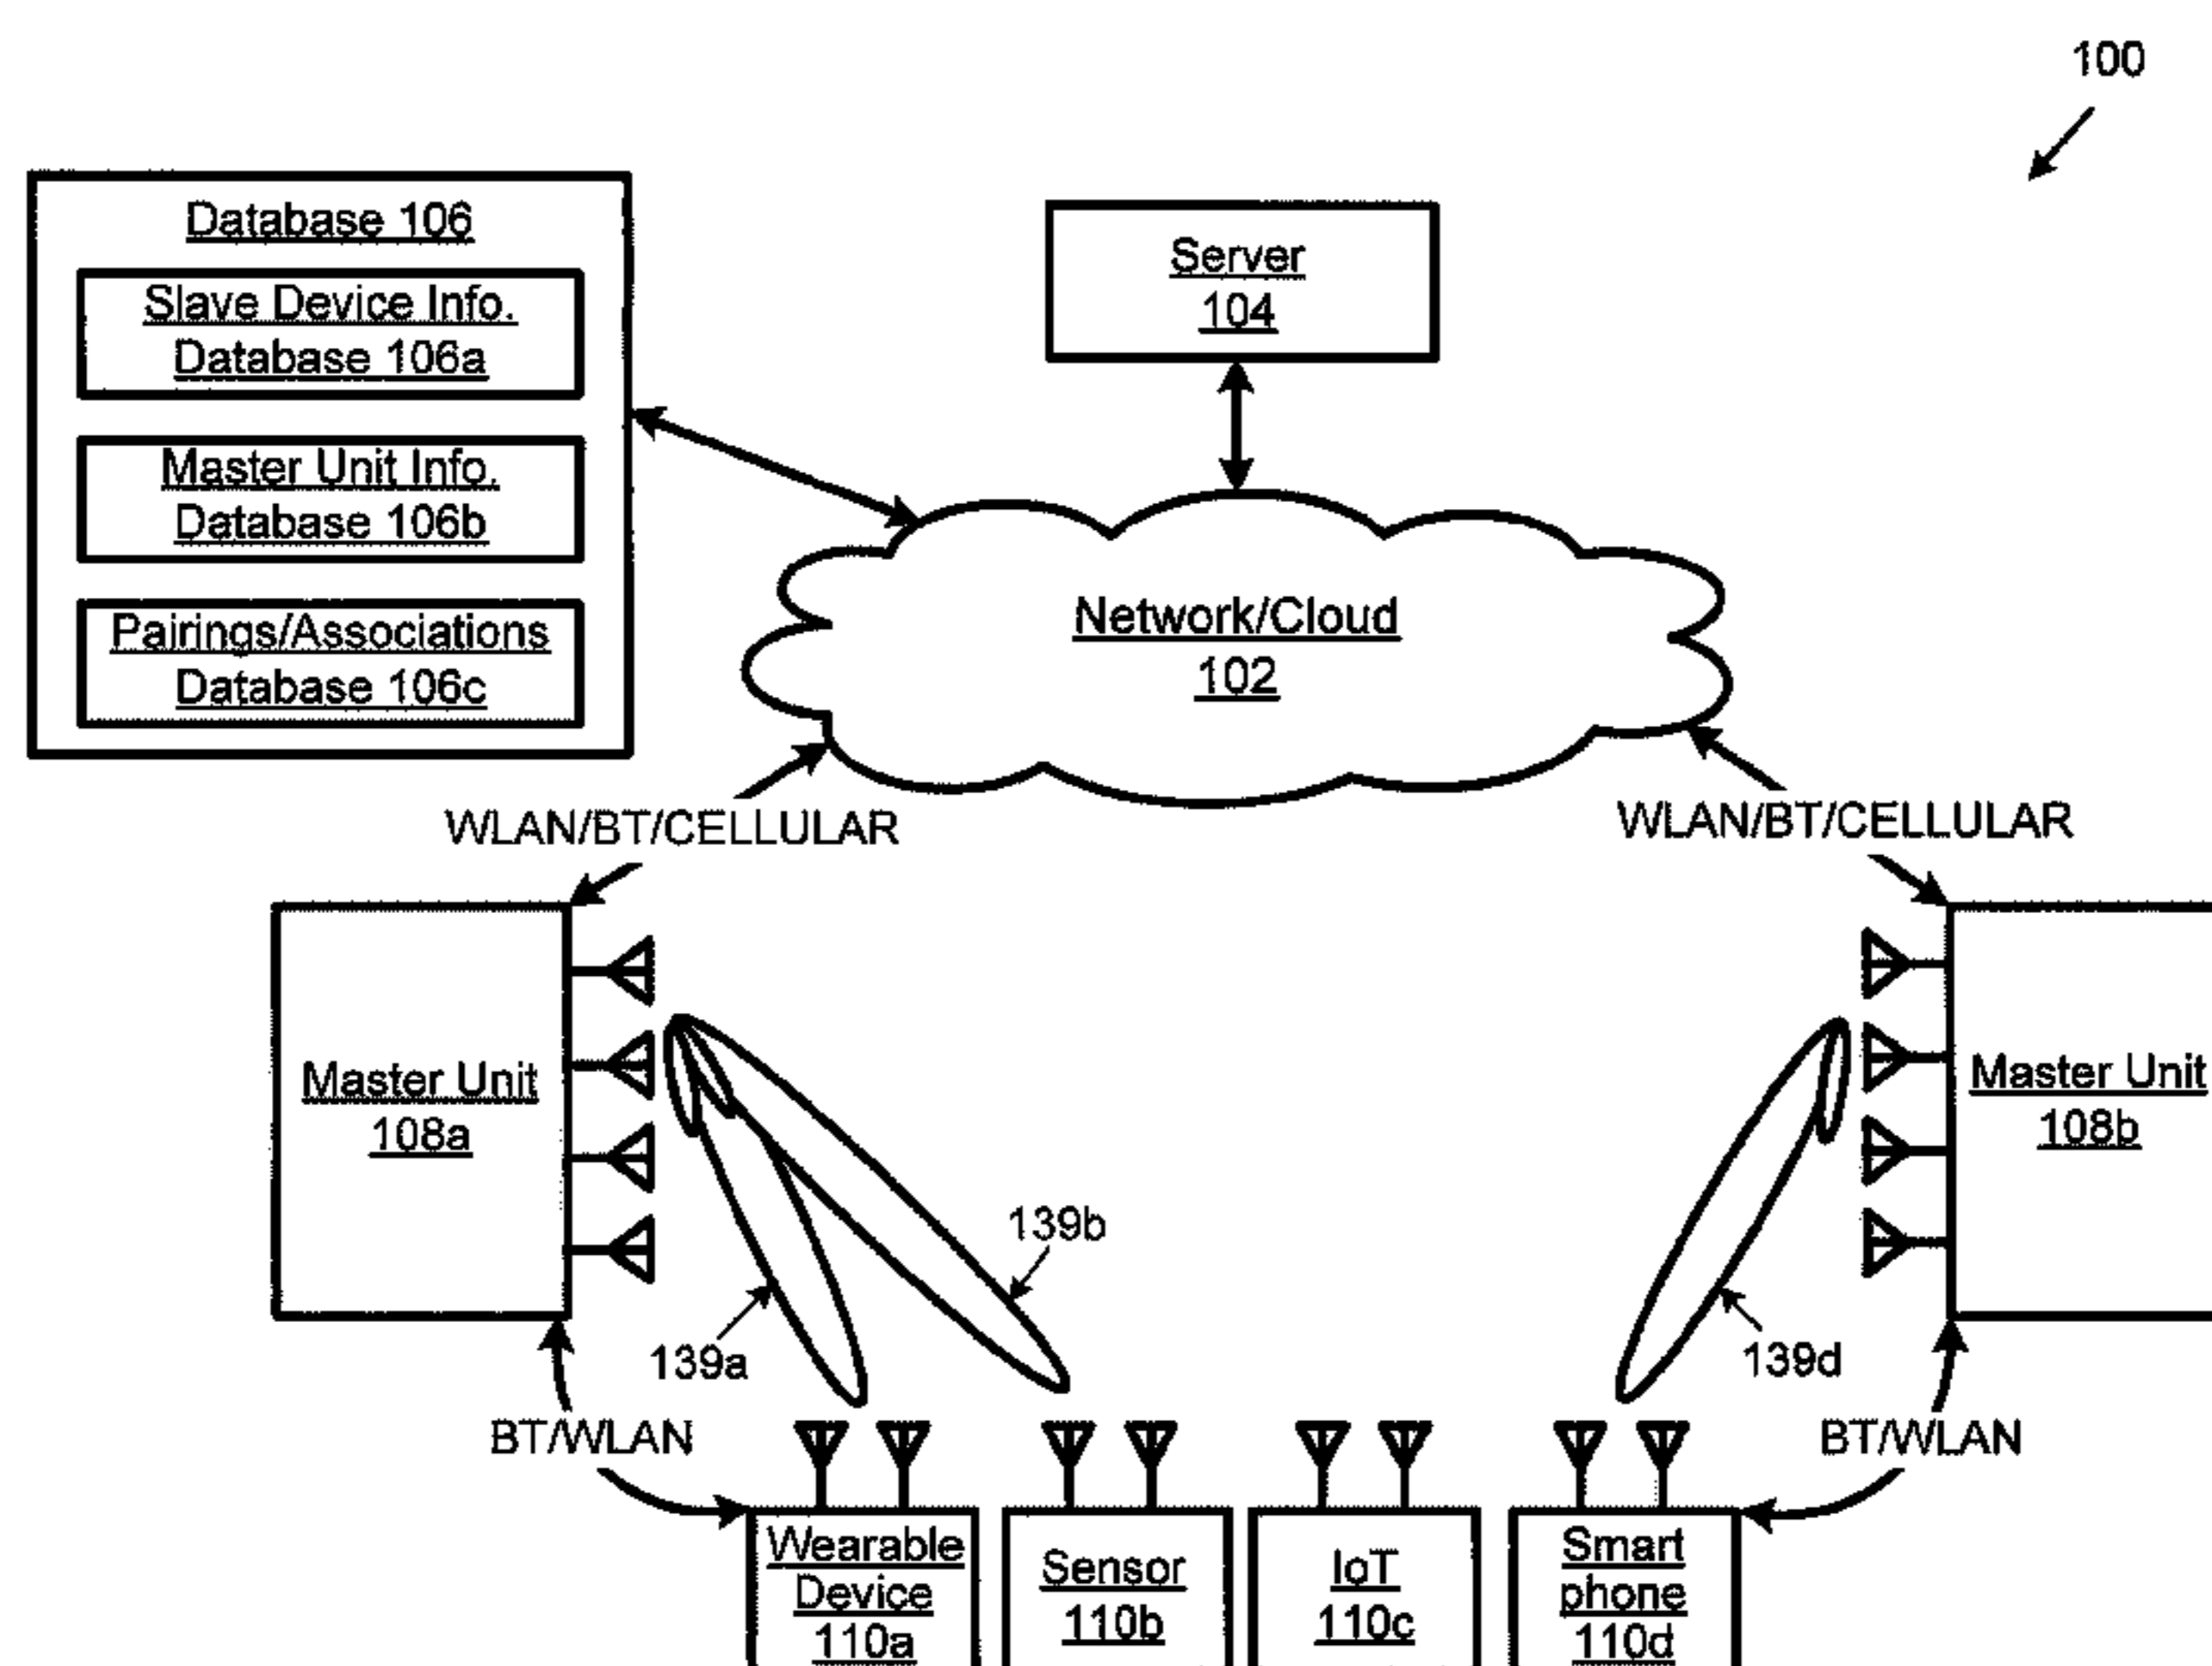 100
Database 106
Slave Device Info.
Database 106a
Master Unit Info.
Database 106b
Pairings/Associations
Database 106c
Server
104
Network/Cloud
102
WLAN/BT/CELLULAR
WLAN/BT/CELLULAR
Master Unit
108a
Master Unit
108b
139b
139a
139d
BT/WLAN
BT/WLAN
Wearable
Device
110a
Sensor
110b
IoT
110c
Smart
phone
110d